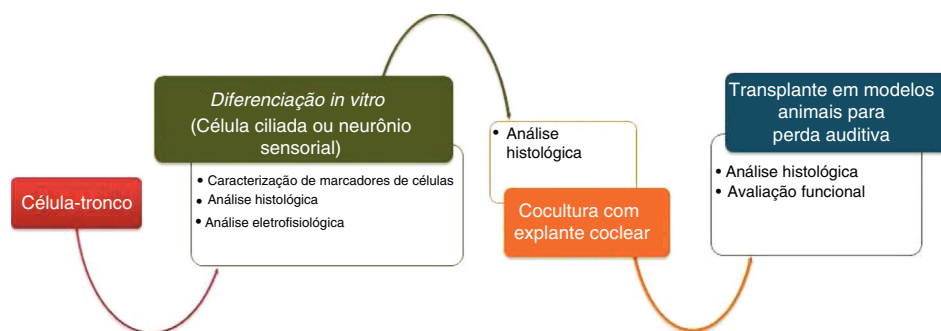 Célula-tronco
Diferenciação in vitro
(Célula ciliada ou neurônio
sensorial)
• Caracterização de marcadores de células
• Análise histológica
• Análise eletrofisiológica
• Análise
histológica
Cocultura com
explante coclear
Transplante em modelos
animais para
perda auditiva
• Análise histológica
• Avaliação funcional